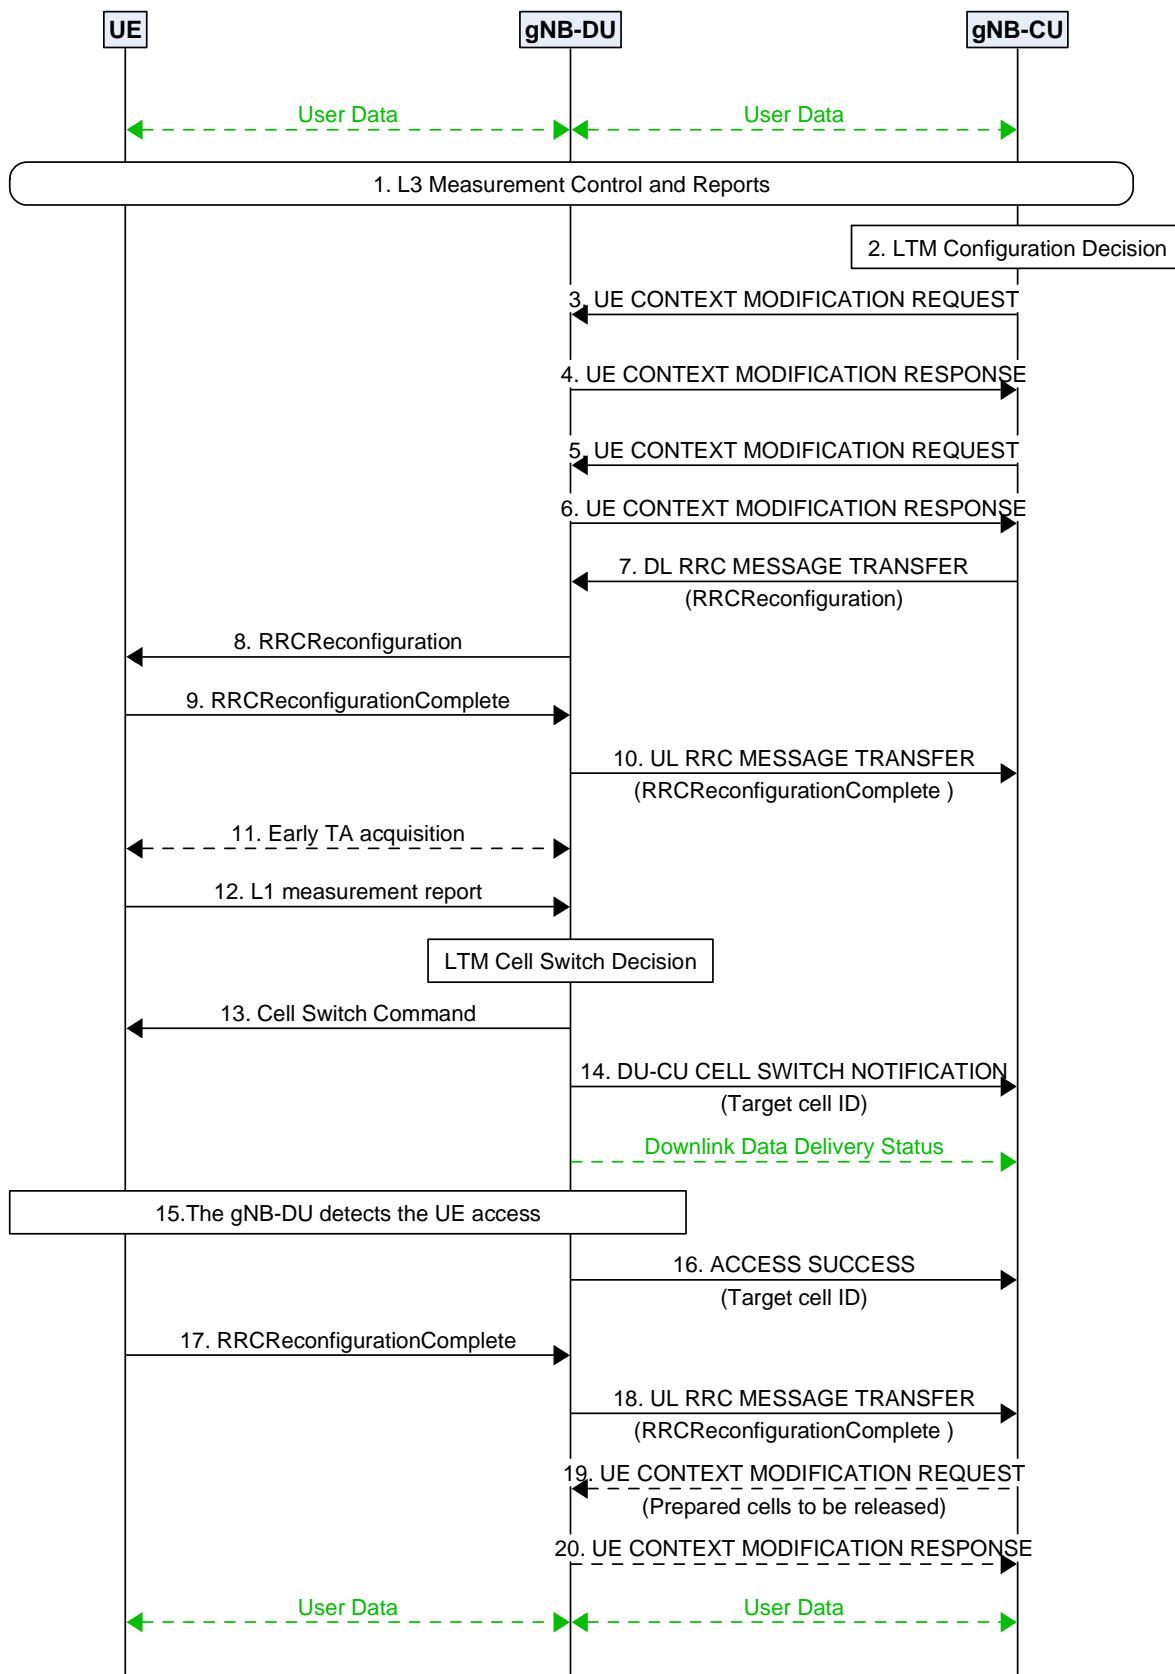 UE gNB-DU gNB-CU
User Data User Data
1. L3 Measurement Control and Reports
2. LTM Configuration Decision
3. UE CONTEXT MODIFICATION REQUEST
4. UE CONTEXT MODIFICATION RESPONSE
5. UE CONTEXT MODIFICATION REQUEST
6. UE CONTEXT MODIFICATION RESPONSE
7. DL RRC MESSAGE TRANSFER
(RRCReconfiguration)
8. RRCReconfiguration
9. RRCReconfigurationComplete
10. UL RRC MESSAGE TRANSFER
(RRCReconfigurationComplete )
11. Early TA acquisition
12. L1 measurement report
LTM Cell Switch Decision
13. Cell Switch Command
14. DU-CU CELL SWITCH NOTIFICATION
(Target cell ID)
Downlink Data Delivery Status
15.The gNB-DU detects the UE access
16. ACCESS SUCCESS
(Target cell ID)
17. RRCReconfigurationComplete
18. UL RRC MESSAGE TRANSFER
(RRCReconfigurationComplete )
19. UE CONTEXT MODIFICATION REQUEST
(Prepared cells to be released)
20. UE CONTEXT MODIFICATION RESPONSE
User Data User Data